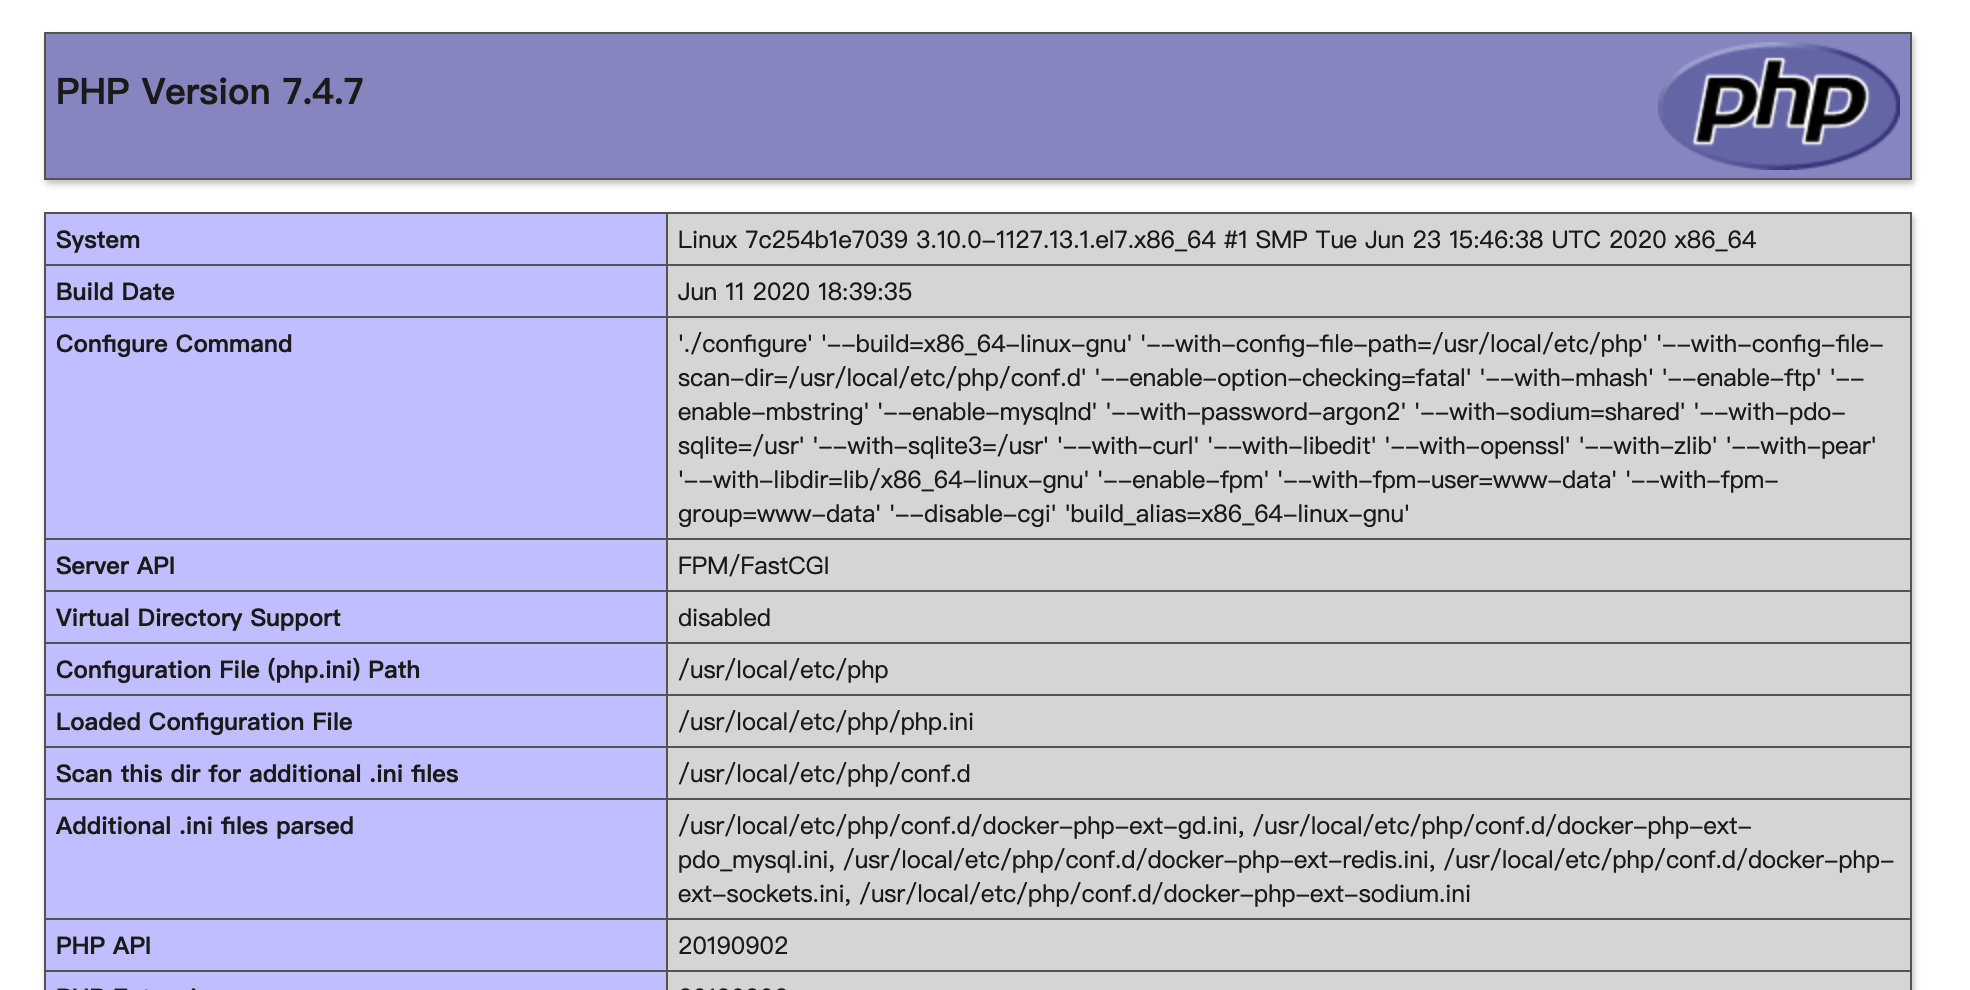 PHP Version 7.4.7
php
System
Linux 7c254b1e7039 3.10.0-1127.13.1.el7.x86_64 #1 SMP Tue Jun 23 15:46:38 UTC 2020 x86_64
Build Date
Jun 11 2020 18:39:35
Configure Command
'./configure' '--build=x86_64-linux-gnu' '--with-config-file-path=/usr/local/etc/php' '--with-config-file-
scan-dir=/usr/local/etc/php/conf.d' '--enable-option-checking=fatal' '--with-mhash' '--enable-ftp' '--
enable-mbstring' '--enable-mysqlnd' '--with-password-argon2' '--with-sodium=shared' '--with-pdo-
sqlite=/usr' '--with-sqlite3=/usr' '--with-curl' '--with-libedit' '--with-openssl' '--with-zlib' '--with-pear'
'--with-libdir=lib/x86_64-linux-gnu' '--enable-fpm' '--with-fpm-user=www-data' '--with-fpm-
group=www-data' '--disable-cgi' 'build_alias=x86_64-linux-gnu'
Server API
FPM/FastCGI
Virtual Directory Support
disabled
Configuration File (php.ini) Path
/usr/local/etc/php
Loaded Configuration File
/usr/local/etc/php/php.ini
Scan this dir for additional .ini files
/usr/local/etc/php/conf.d
Additional .ini files parsed
/usr/local/etc/php/conf.d/docker-php-ext-gd.ini, /usr/local/etc/php/conf.d/docker-php-ext-
pdo_mysql.ini, /usr/local/etc/php/conf.d/docker-php-ext-redis.ini, /usr/local/etc/php/conf.d/docker-php-
ext-sockets.ini, /usr/local/etc/php/conf.d/docker-php-ext-sodium.ini
PHP API
20190902